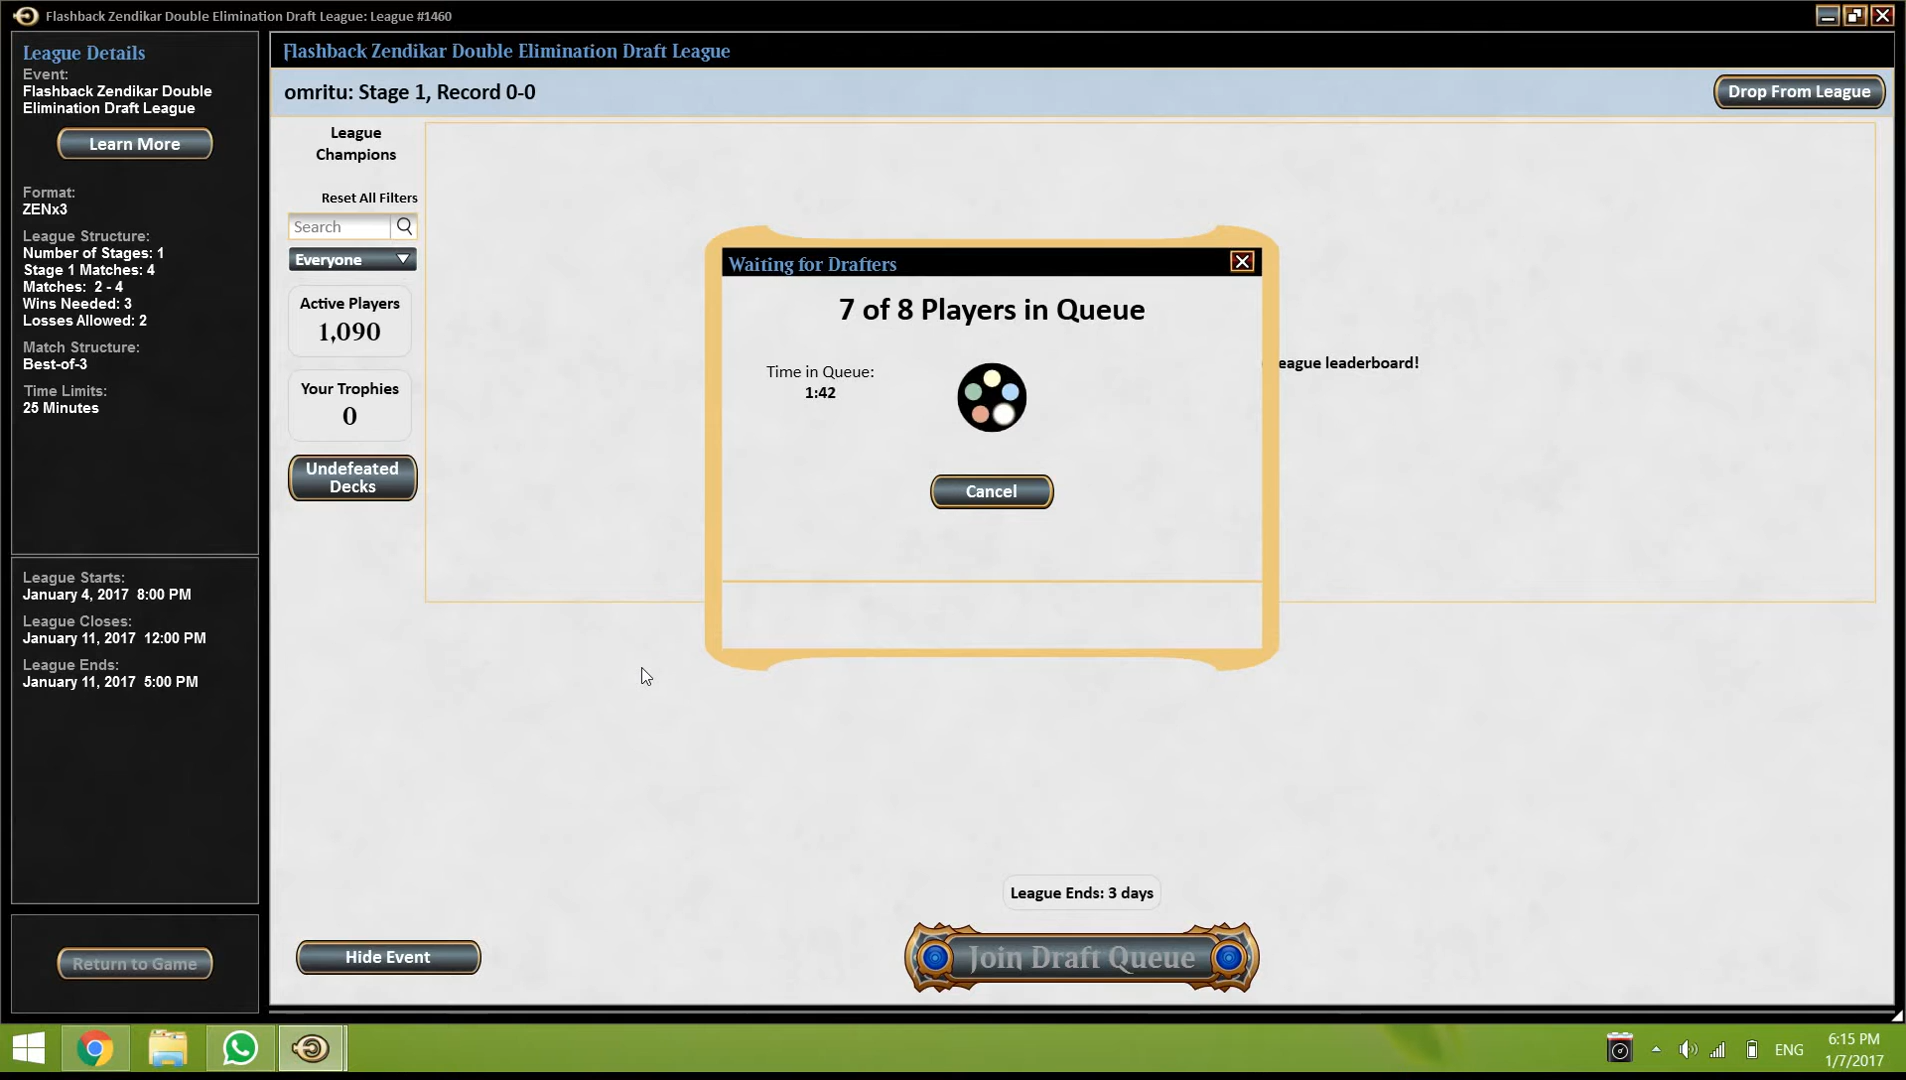 Flashback Zendikar Double Elimination Draft League: League #1460
League Details
Event:
Flashback Zendikar Double
Elimination Draft League
Learn More
Format:
ZENx3
League Structure:
Number of Stages: 1
Stage 1 Matches: 4
Matches: 2 - 4
Wins Needed: 3
Losses Allowed: 2
Match Structure:
Best-of-3
Time Limits:
25 Minutes
League Starts:
January 4, 2017 8:00 PM
League Closes:
January 11, 2017 12:00 PM
League Ends:
January 11, 2017 5:00 PM
Return to Game
Flashback Zendikar Double Elimination Draft League
omritu: Stage 1, Record 0-0
Drop From League
League
Champions
Reset All Filters
Search
Everyone
Active Players
1,090
Your Trophies
0
Undefeated
Decks
Waiting for Drafters
7 of 8 Players in Queue
Time in Queue:
1:42
Cancel
eague leaderboard!
League Ends: 3 days
Hide Event
Join Draft Queue
ENG
6:15 PM
1/7/2017